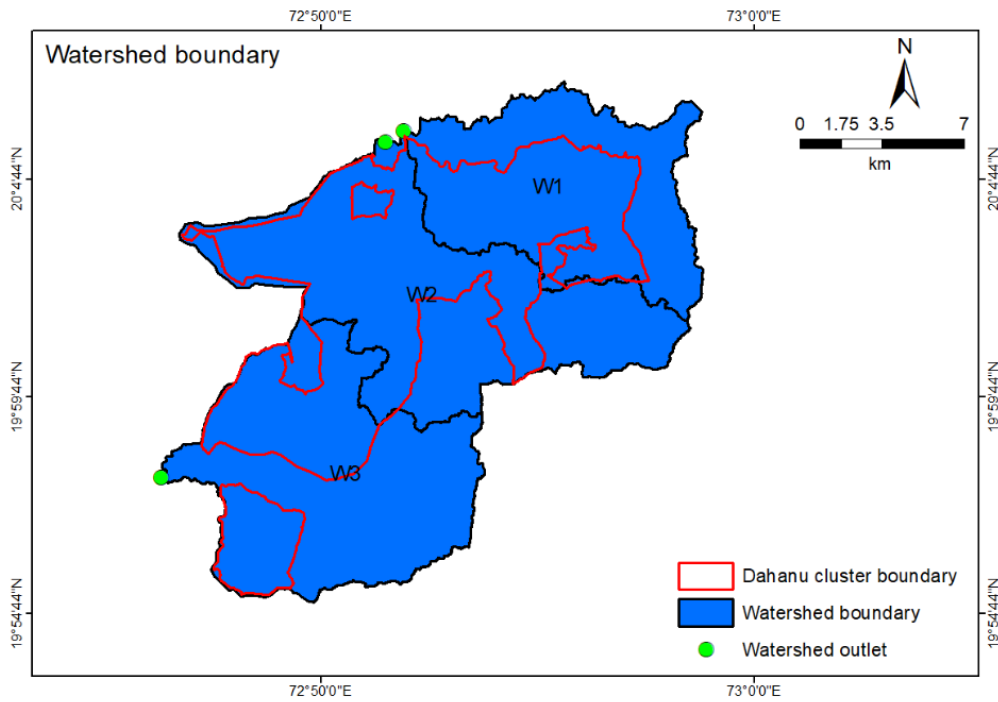 72°50'0"E 73°0'0"E
Watershed boundary
N
0 1.75 3.5 7
km
20°4'44"N 20°4'44"N
W1
W2
19°59'44"N 19°59'44"N
W3
Dahanu cluster boundary
Watershed boundary
19°54'44"N 19°54'44"N
Watershed outlet
72°50'0"E 73°0'0"E